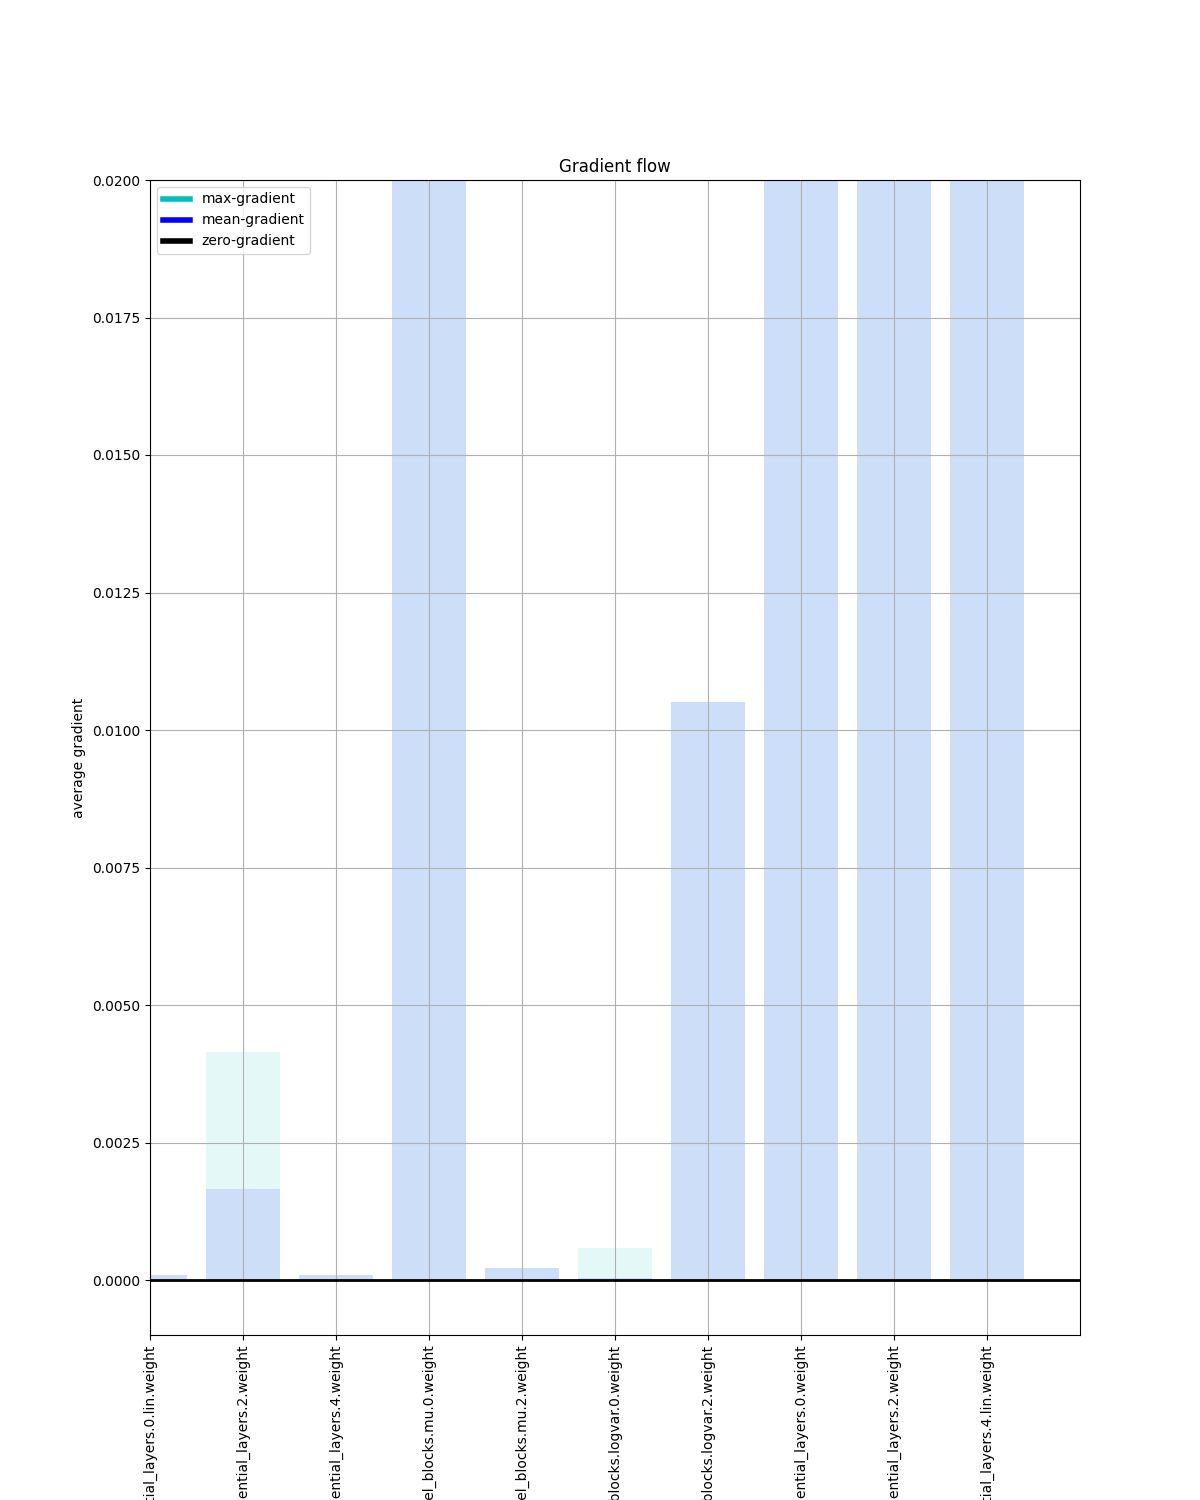 Gradient flow
max-gradient
mean-gradient
zero-gradient
0.0200
0.0175
0.0150
0.0125
0.0100
0.0075
0.0050
0.0025
0.0000
average gradient
tial_layers.0.lin.weight
ential_layers.2.weight
ential_layers.4.weight
el_blocks.mu.0.weight
el_blocks.mu.2.weight
blocks.logvar.0.weight
blocks.logvar.2.weight
ential_layers.0.weight
ential_layers.2.weight
tial_layers.4.lin.weight